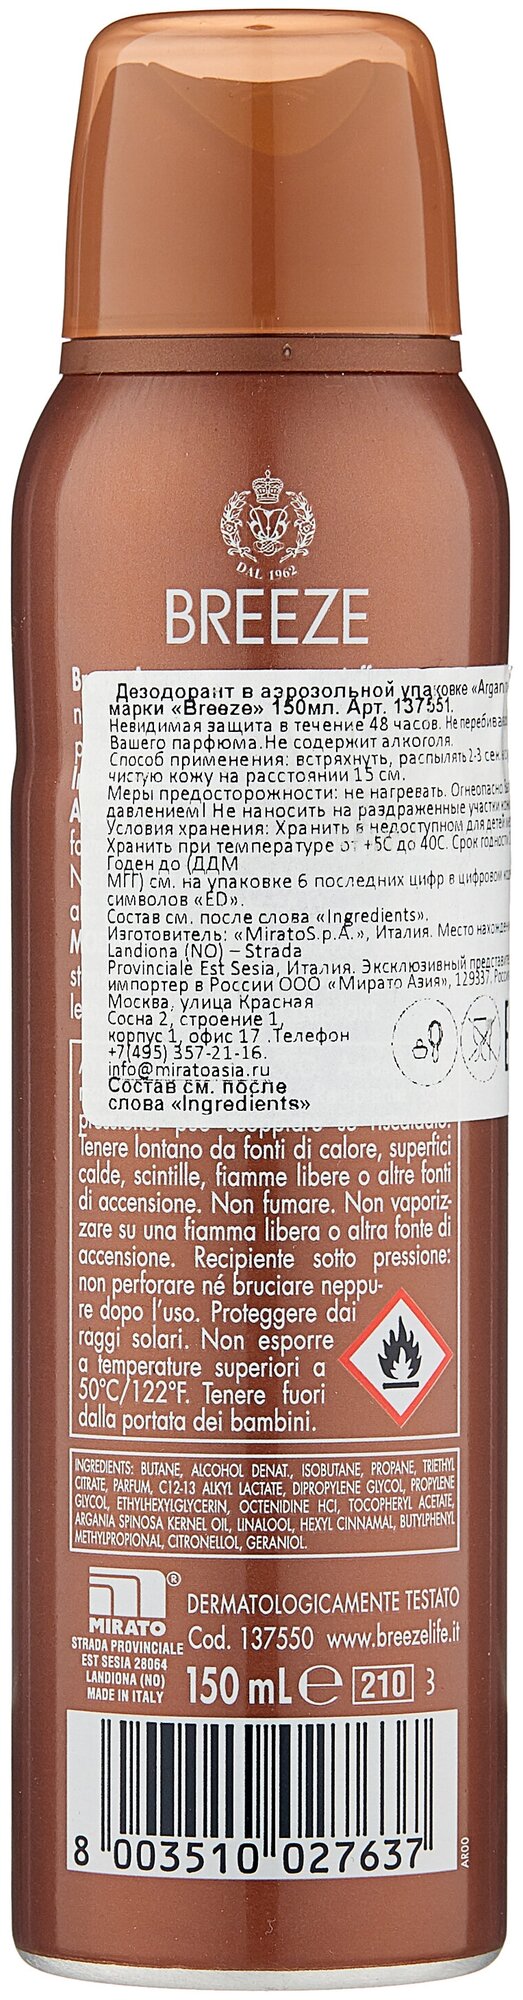 DAL 1962
BREEZE
Дезодорант в аэрозольной упаковке «Argan
марки «Breeze» 150мл. Арт. 137551.
Невидимая защита в течение 48 часов. Не перебивае
Вашего парфюма.Не содержит алкоголя.
Способ применения: встряхнуть, распылять 2-3 сек
чистую кожу на расстоянии 15 см.
Меры предосторожности: не нагревать. Огнеопасно
давлением! Не наносить на раздраженные участки
Условия хранения: Хранить в недоступном для детей
Хранить при температуре от +5С до 40С. Срок годности
Годен до (ДДМ
МГГ) см. на упаковке 6 последних цифр в цифровом
символов «ED».
Состав см. после слова «Ingredients».
Изготовитель: «MiratoS.p.A.», Италия. Место
Landiona (NO) – Strada
Provinciale Est Sesia, Италия. Эксклюзивный
импортер в России ООО «Мирато Азия», 129337,
Москва, улица Красная
Сосна 2, строение 1,
корпус 1, офис 17 .Телефон
+7(495) 357-21-16.
info@miratoasia.ru
Состав см. после
слова «Ingredients»
Tenere lontano da fonti di calore, superfici
calde, scintille, fiamme libere o altre fonti
di accensione. Non fumare. Non vaporiz-
zare su una fiamma libera o altra fonte di
accensione. Recipiente sotto pressione:
non perforare né bruciare neppu-
re dopo l'uso. Proteggere dai
raggi solari. Non esporre
a temperature superiori a
50°C/122°F. Tenere fuori
dalla portata dei bambini.
INGREDIENTS: BUTANE, ALCOHOL DENAT., ISOBUTANE, PROPANE, TRIETHYL
CITRATE, PARFUM, C12-13 ALKYL LACTATE, DIPROPYLENE GLYCOL, PROPYLENE
GLYCOL, ETHYLHEXYLGLYCERIN, OCTENIDINE HCI, TOCOPHERYL ACETATE,
ARGANIA SPINOSA KERNEL OIL, LINALOOL, HEXYL CINNAMAL, BUTYLPHENYL
METHYLPROPIONAL, CITRONELLOL, GERANIOL.
MIRATO ®
STRADA PROVINCIALE
EST SESIA 28064
LANDIONA (NO)
MADE IN ITALY
DERMATOLOGICAMENTE TESTATO
Cod. 137550 www.breezelife.it
150 mL ℮ 210 3
8 003510 027637
AR00